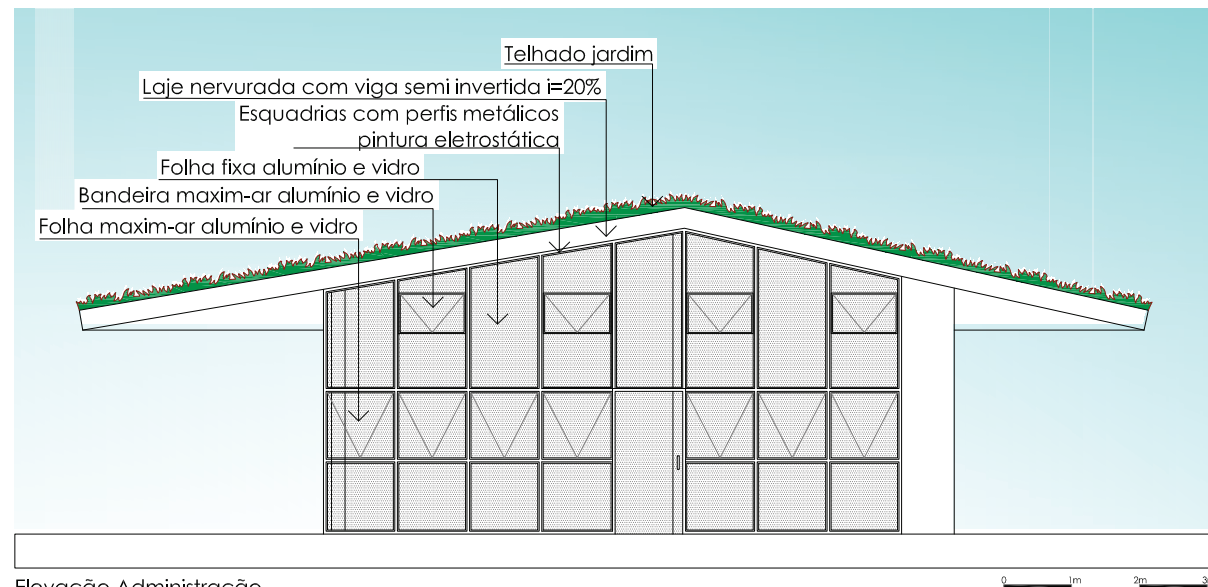 Telhado jardim
Laje nervurada com viga semi invertida i=20%
Esquadrias com perfis metálicos
pintura eletrostática
Folha fixa alumínio e vidro
Bandeira maxim-ar alumínio e vidro
Folha maxim-ar alumínio e vidro
Elevação Administração
0 1m 2m 3